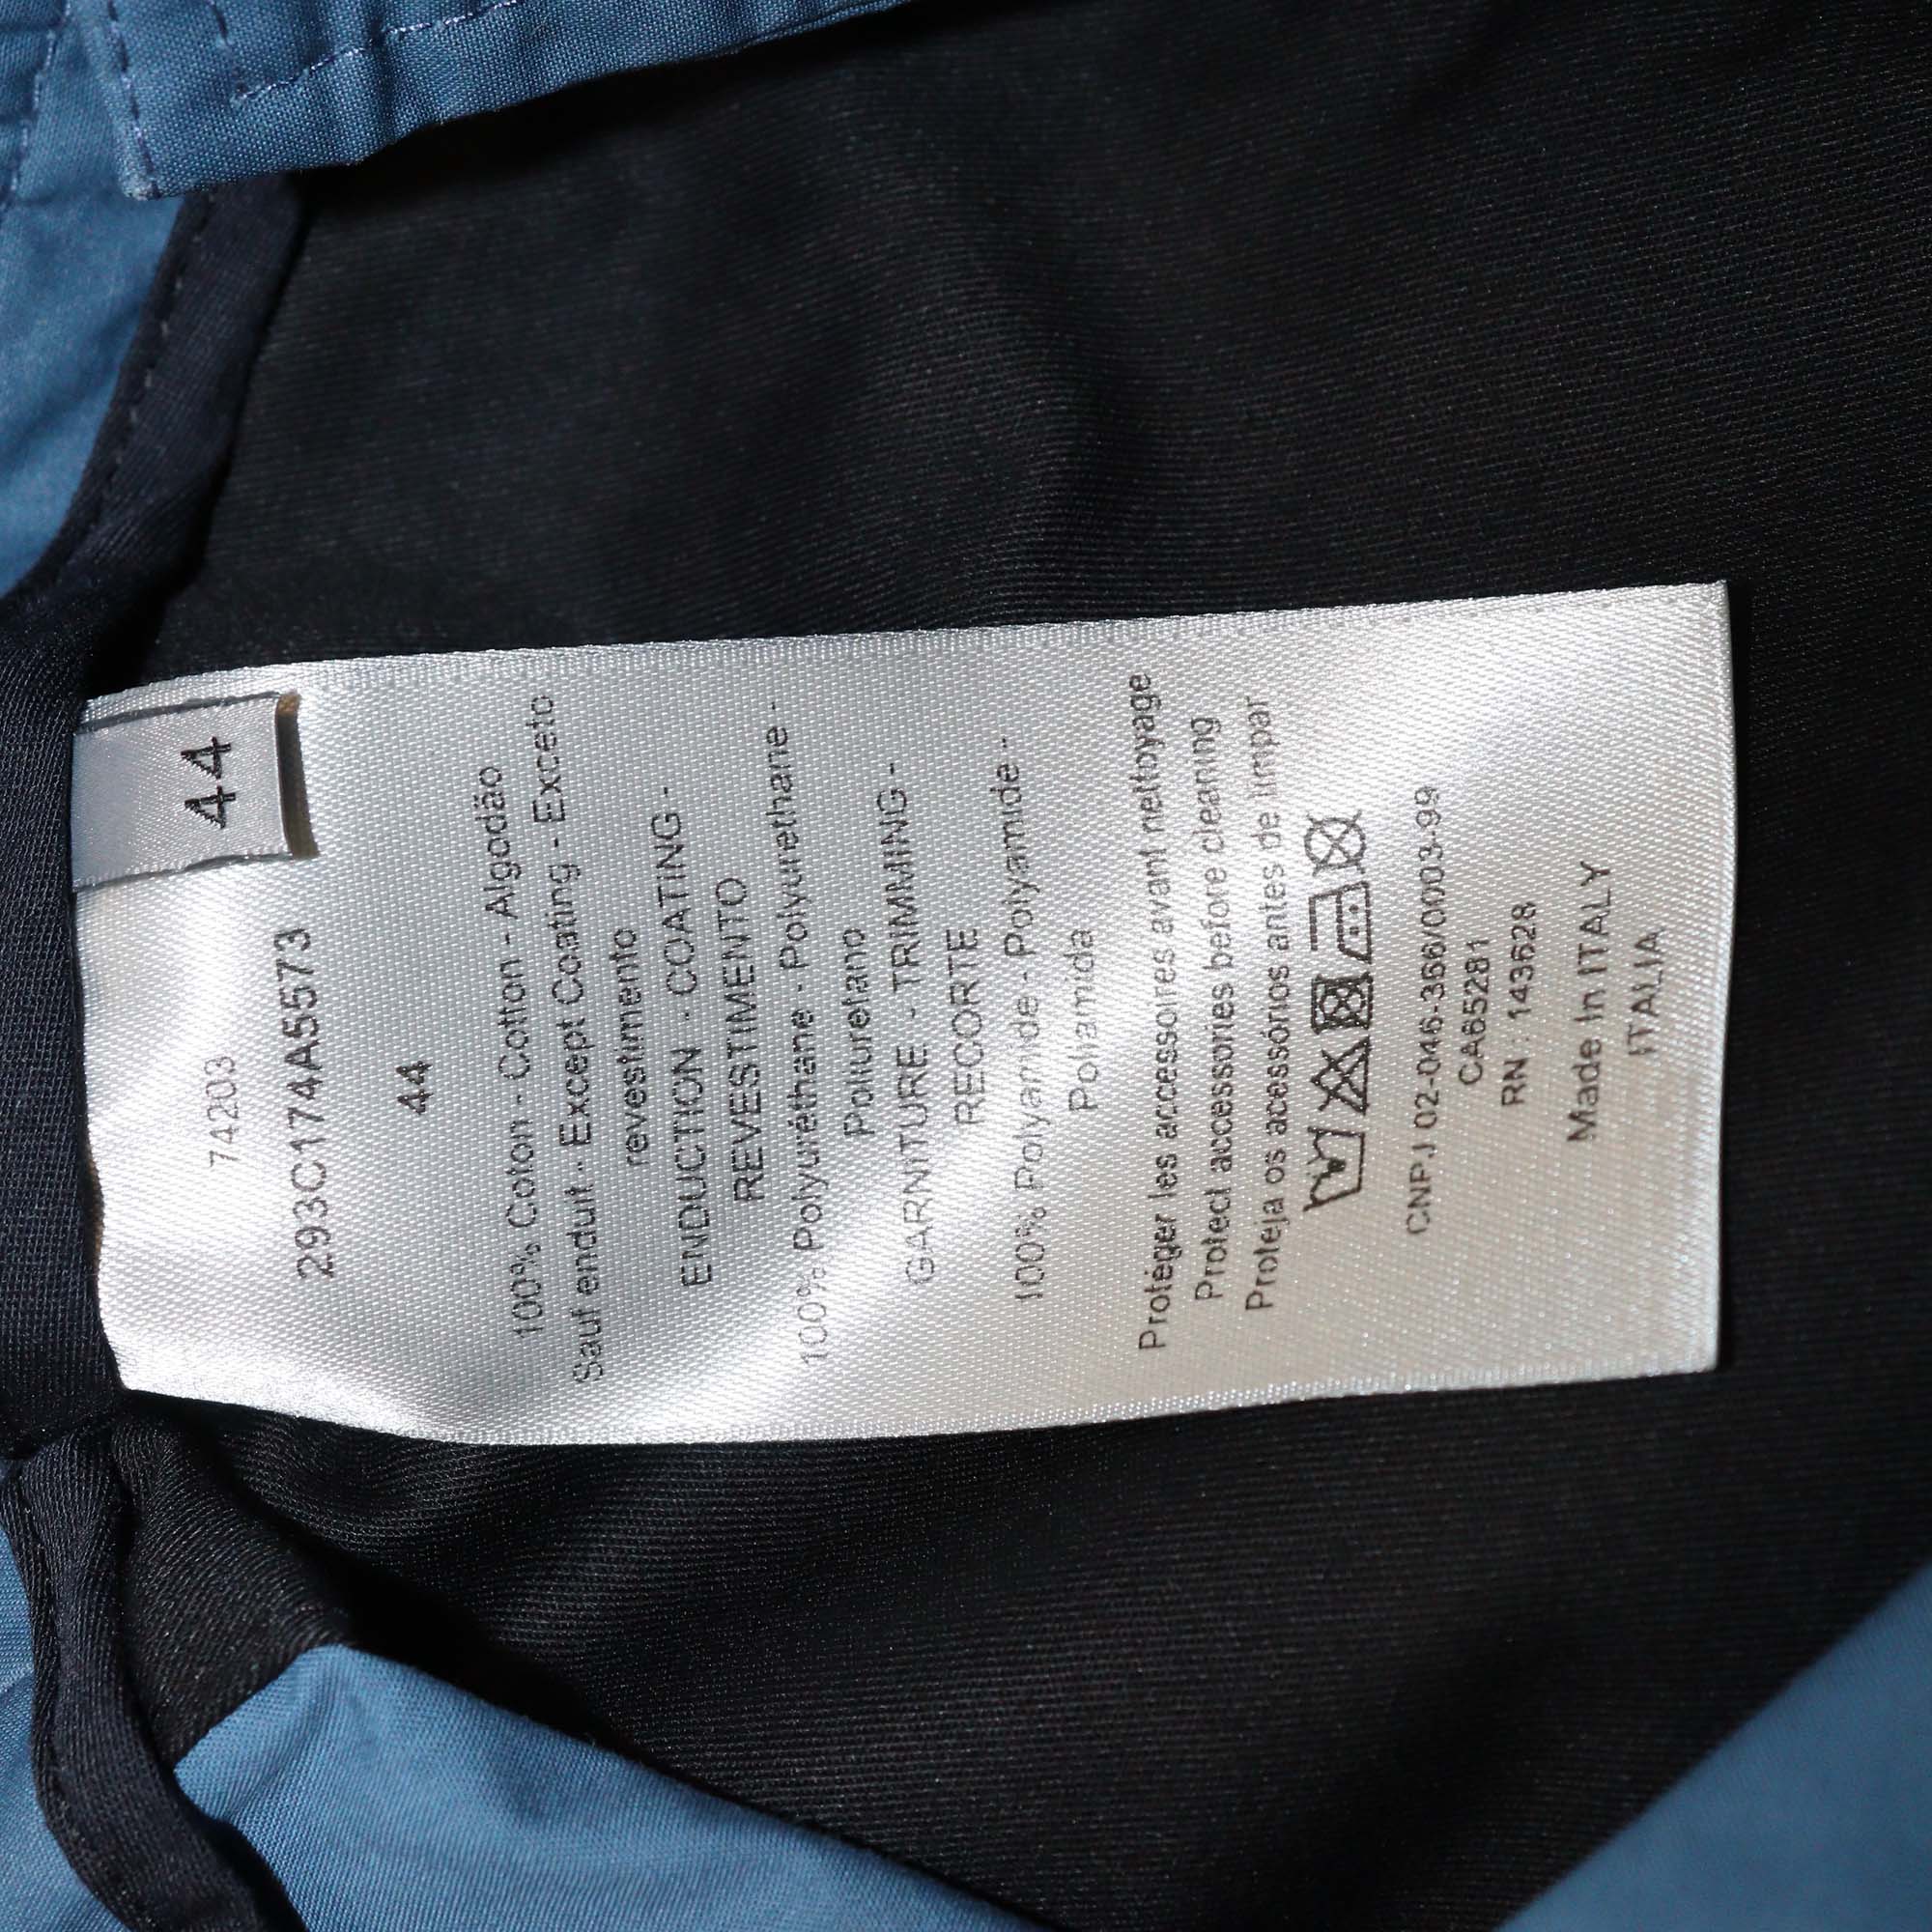 44
74203
293C174A5573
44
100% Coton - Cotton - Algodão
Sauf enduit - Except Coating - Exceto
revestimento
ENDUCTION - COATING -
REVESTIMENTO
100% Polyuréthane - Polyurethane -
Poliuretano
GARNITURE - TRIMMING -
RECORTE
100% Polyamide - Polyamide -
Poliamida
Protéger les accessoires avant nettoyage
Protect accessories before cleaning
Proteja os acessórios antes de limpar
CNPJ 02-046-366/0003-99
CA65281
RN : 143628
Made in ITALY
ITALIA